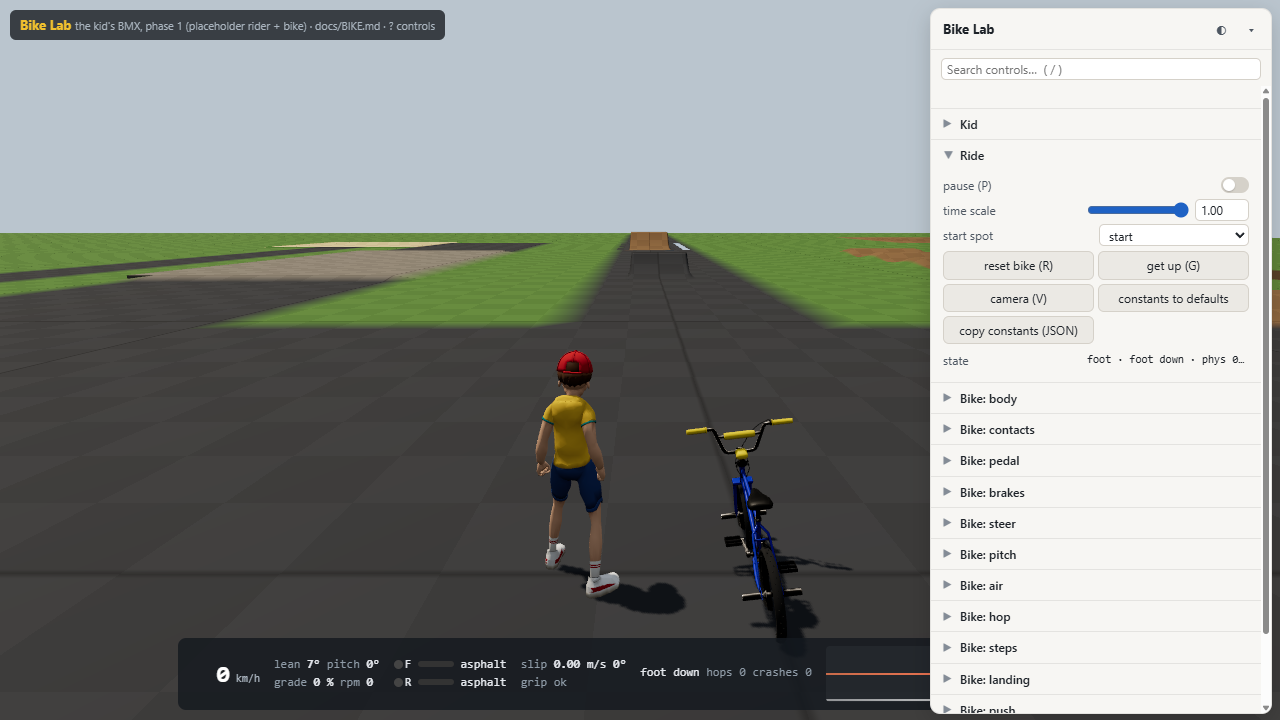 Bike Lab the kid's BMX, phase 1 (placeholder rider + bike) · docs/BIKE.md · ? controls
Bike Lab
Search controls... ( / )
Kid
Ride
pause (P)
time scale 1.00
start spot start
reset bike (R) get up (G)
camera (V) constants to defaults
copy constants (JSON)
state foot · foot down · phys 0…
Bike: body
Bike: contacts
Bike: pedal
Bike: brakes
Bike: steer
Bike: pitch
Bike: air
Bike: hop
Bike: steps
Bike: landing
Bike: push
0 km/h
lean 7° pitch 0° F asphalt slip 0.00 m/s 0°
grade 0 % rpm 0 R asphalt grip ok
foot down hops 0 crashes 0